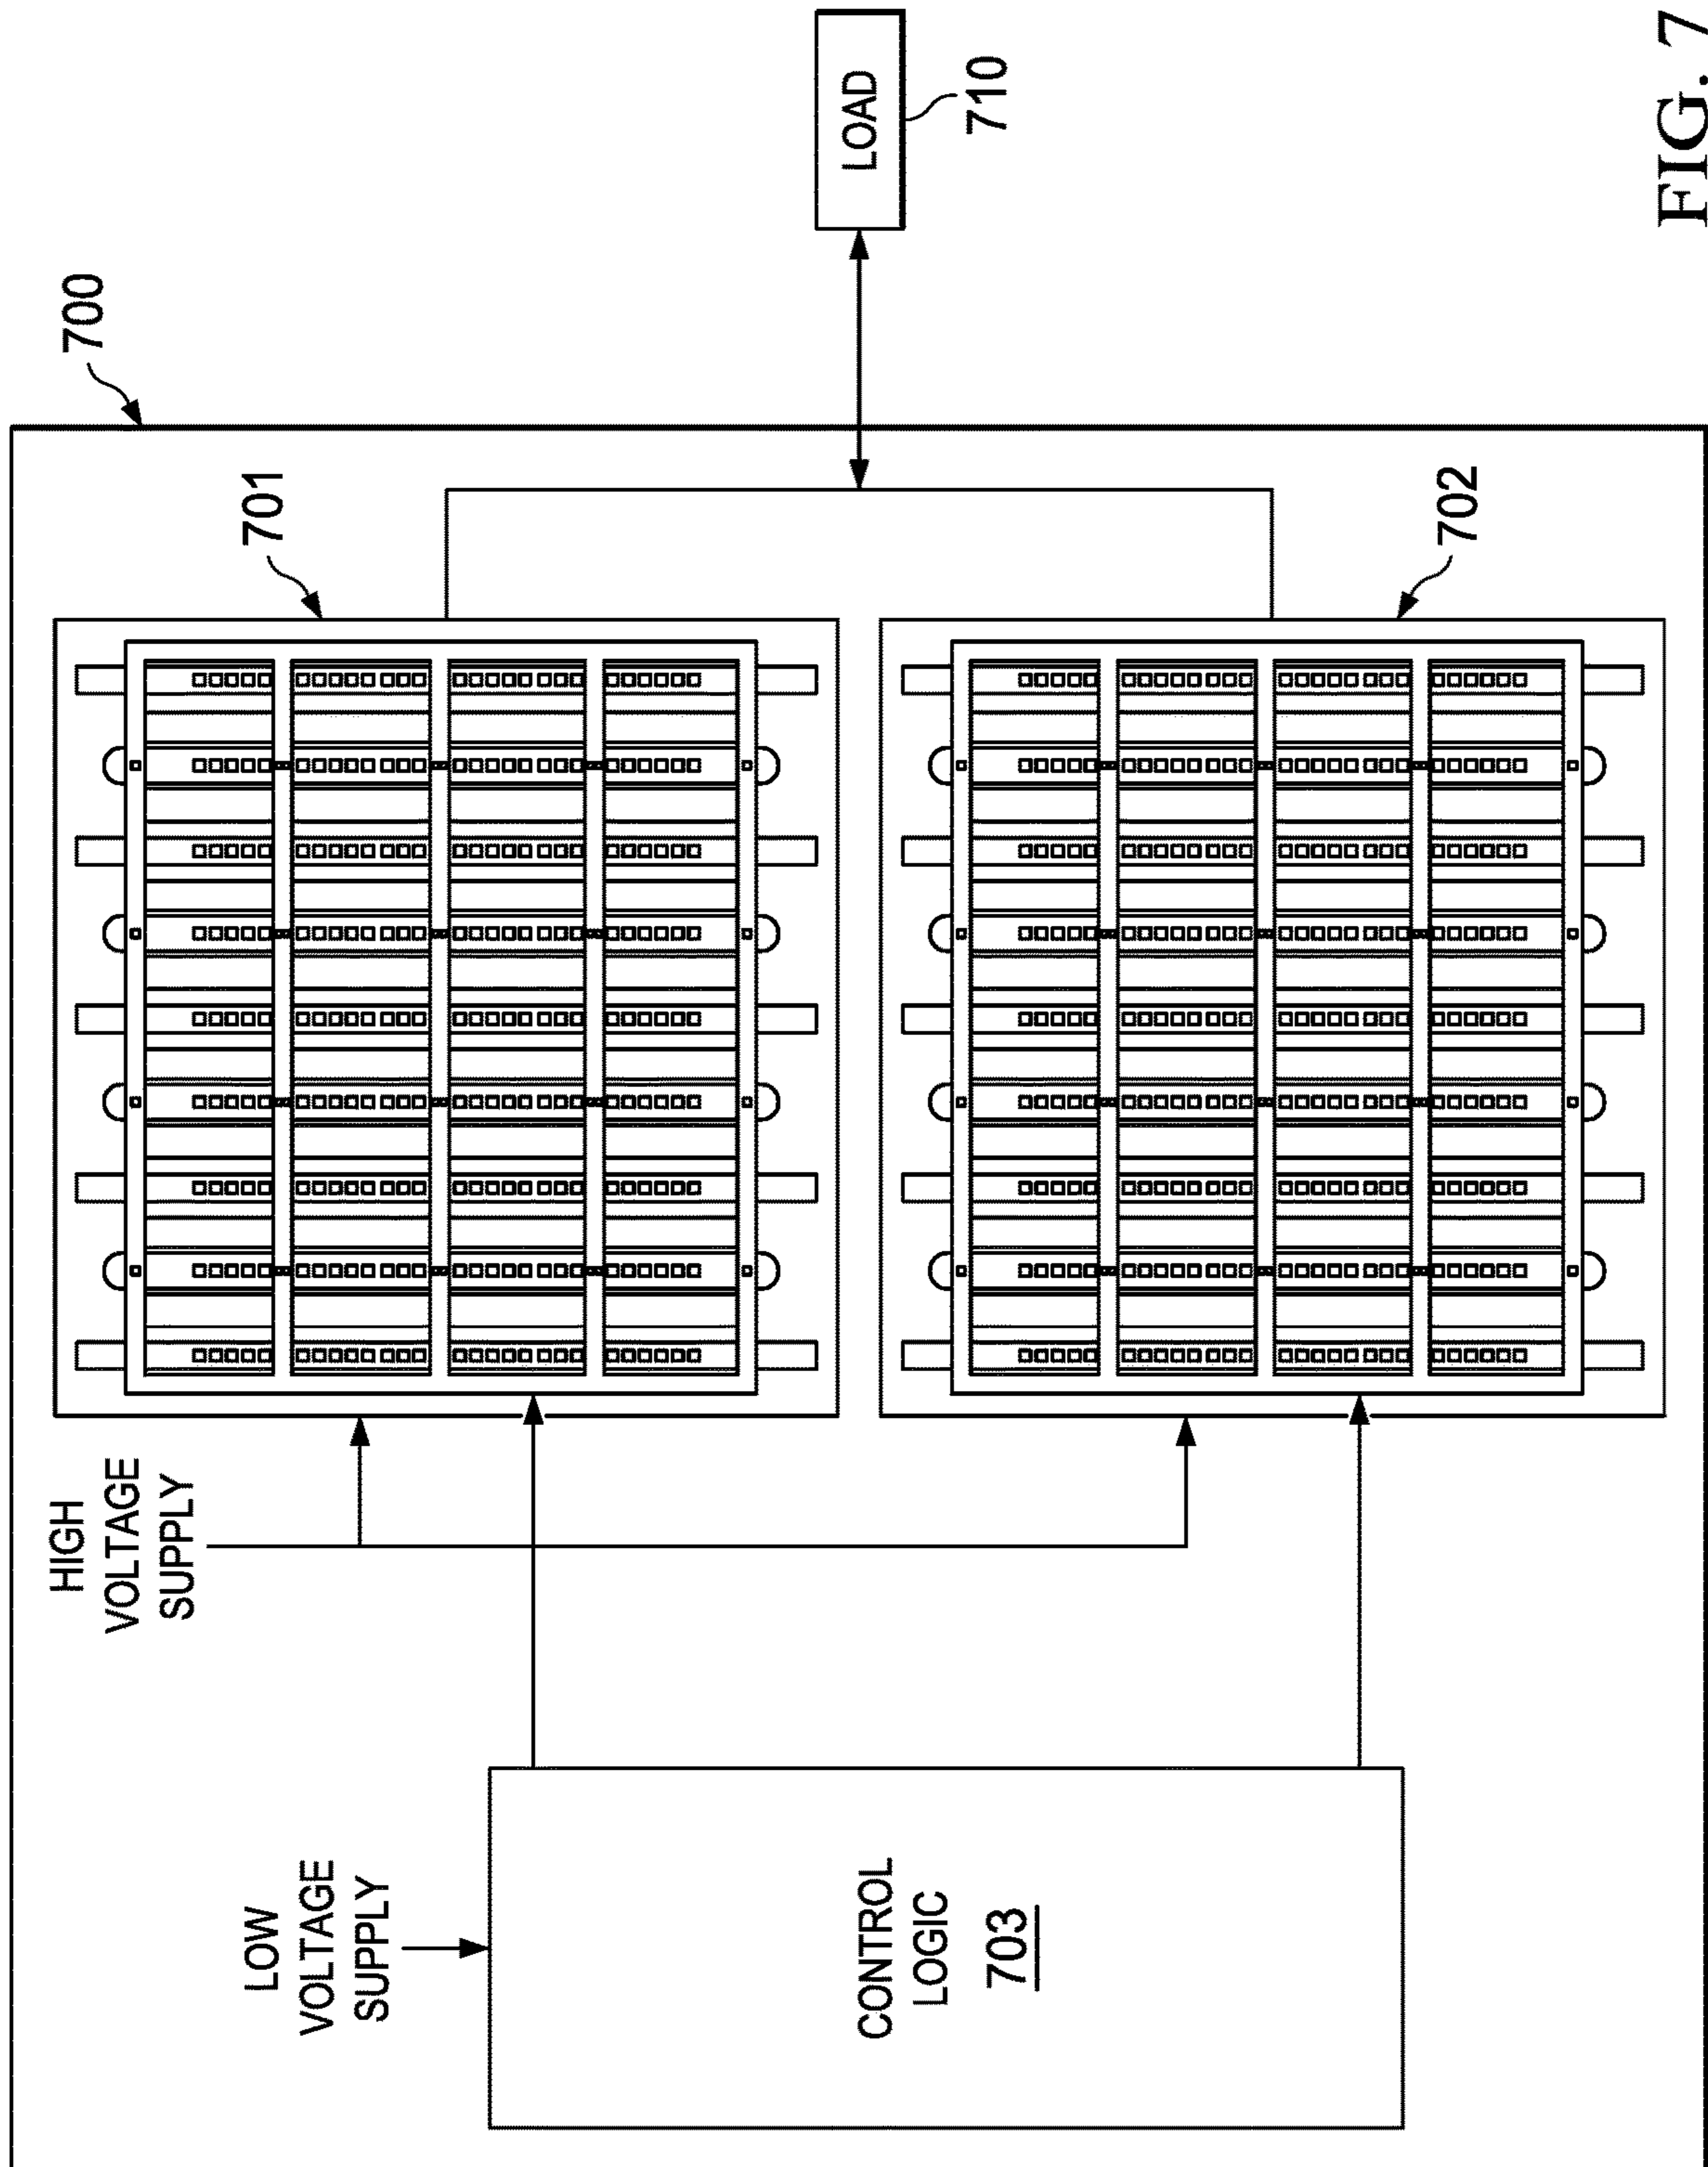 700
LOW
VOLTAGE
SUPPLY
HIGH
VOLTAGE
SUPPLY
701
CONTROL
LOGIC
703
LOAD
710
702
FIG. 7